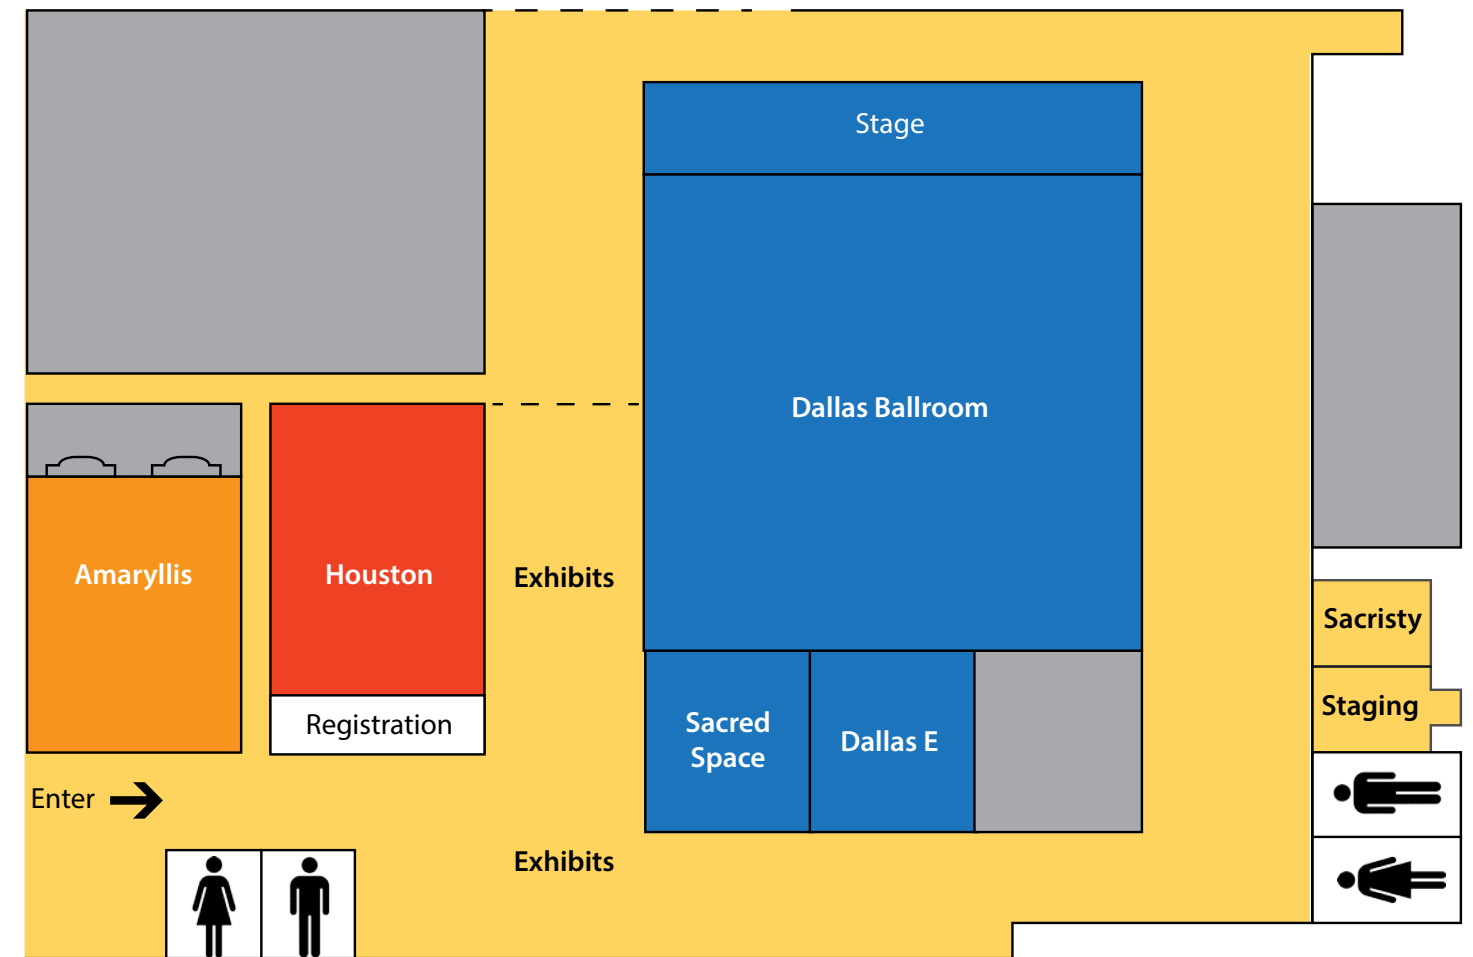 Stage
Dallas Ballroom
Amaryllis
Houston
Exhibits
Sacristy
Registration
Sacred
Space
Dallas E
Staging
Enter
Exhibits